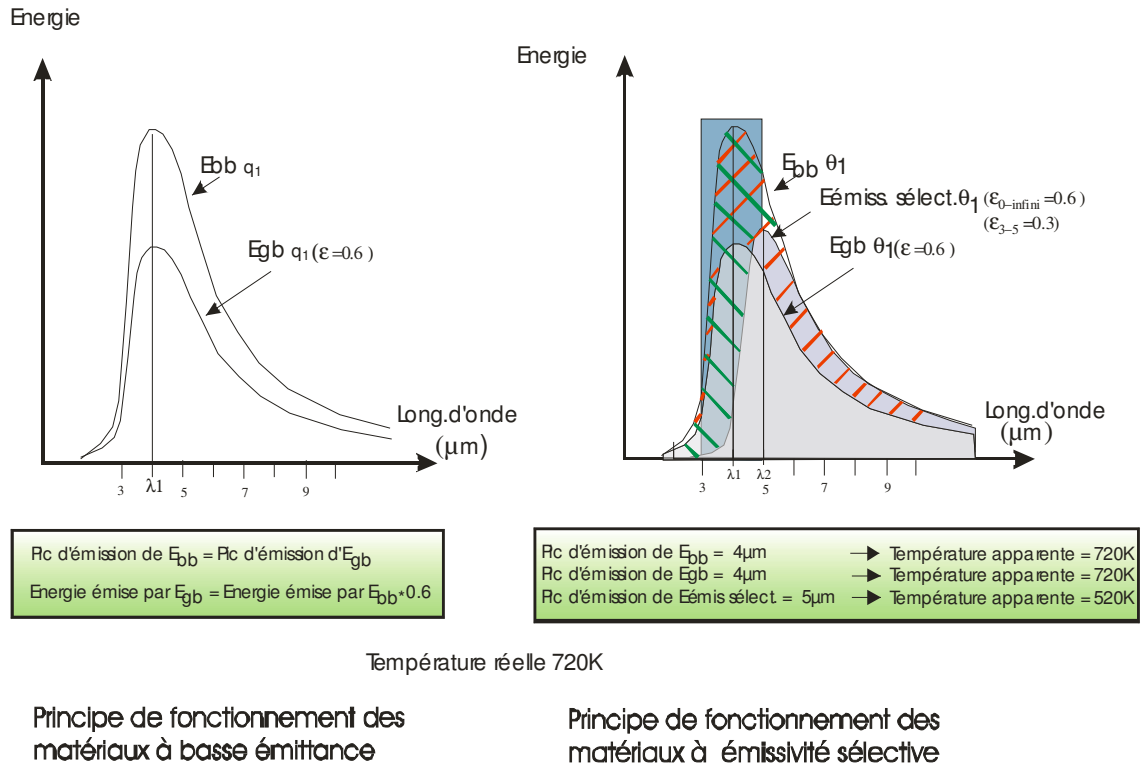 Energie
Ebb q1
Egb q1(ε=0.6)
Long.d'onde
(μm)
3 λ1 5 7 9
Pic d'émission de Ebb = Pic d'émission d'Egb
Energie émise par Egb = Energie émise par Ebb*0.6
Energie
Ebb θ1
Eémiss. sélect.θ1 (ε0–infini =0.6)
(ε3–5 =0.3)
Egb θ1(ε=0.6)
Long.d'onde
(μm)
3 λ1 λ2 5 7 9
Pic d'émission de Ebb = 4μm → Température apparente = 720K
Pic d'émission de Egb = 4μm → Température apparente = 720K
Pic d'émission de Eémis sélect. = 5μm → Température apparente = 520K
Température réelle 720K
Principe de fonctionnement des
matériaux à basse émittance
Principe de fonctionnement des
matériaux à émissivité sélective